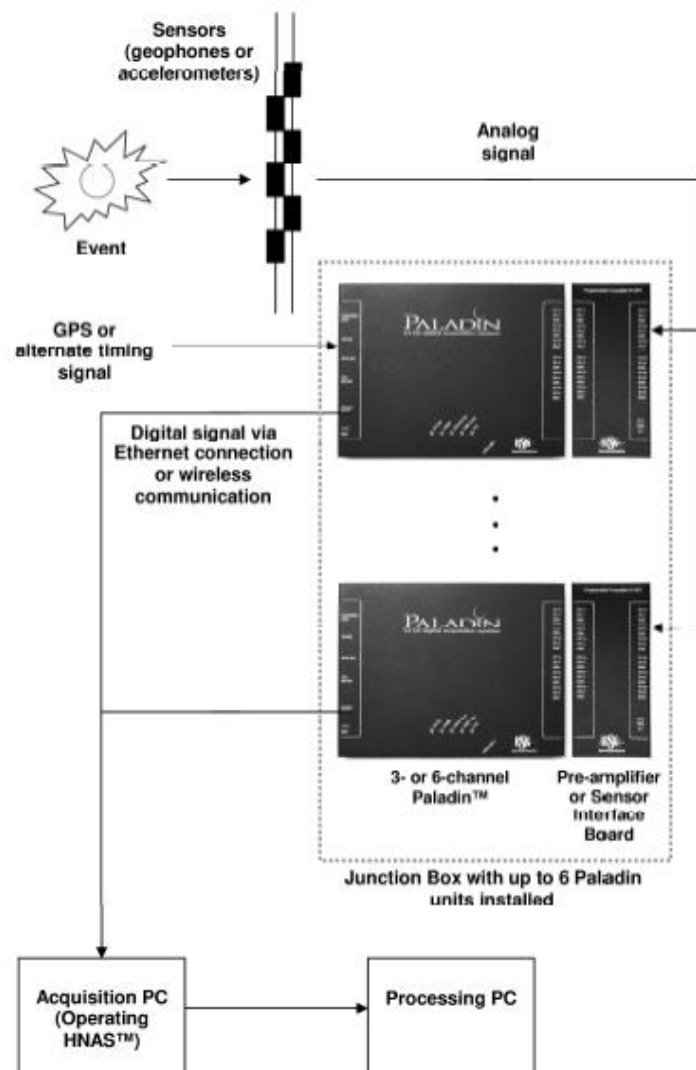 Sensors
(geophones or
accelerometers)
Analog
signal
Event
GPS or
alternate timing
signal
PALADIN
Digital signal via
Ethernet connection
or wireless
communication
PALADIN
3- or 6-channel
Paladin™
Pre-amplifier
or Sensor
Interface
Board
Junction Box with up to 6 Paladin
units installed
Acquisition PC
(Operating
HNAS™)
Processing PC